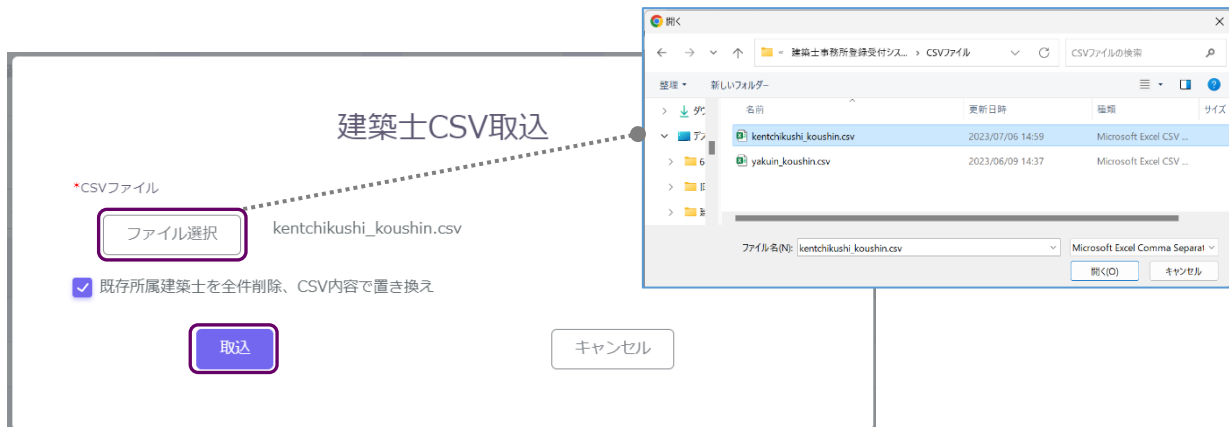 建築士CSV取込
*CSVファイル
ファイル選択
kentchikushi_koushin.csv
既存所属建築士を全件削除、CSV内容で置き換え
取込
キャンセル
開く
« 建築士事務所登録受付シス... › CSVファイル
CSVファイルの検索
整理
新しいフォルダー
名前 更新日時 種類 サイズ
kentchikushi_koushin.csv 2023/07/06 14:59 Microsoft Excel CSV ...
yakuin_koushin.csv 2023/06/09 14:37 Microsoft Excel CSV ...
ファイル名(N): kentchikushi_koushin.csv
Microsoft Excel Comma Separat
開く(O)
キャンセル